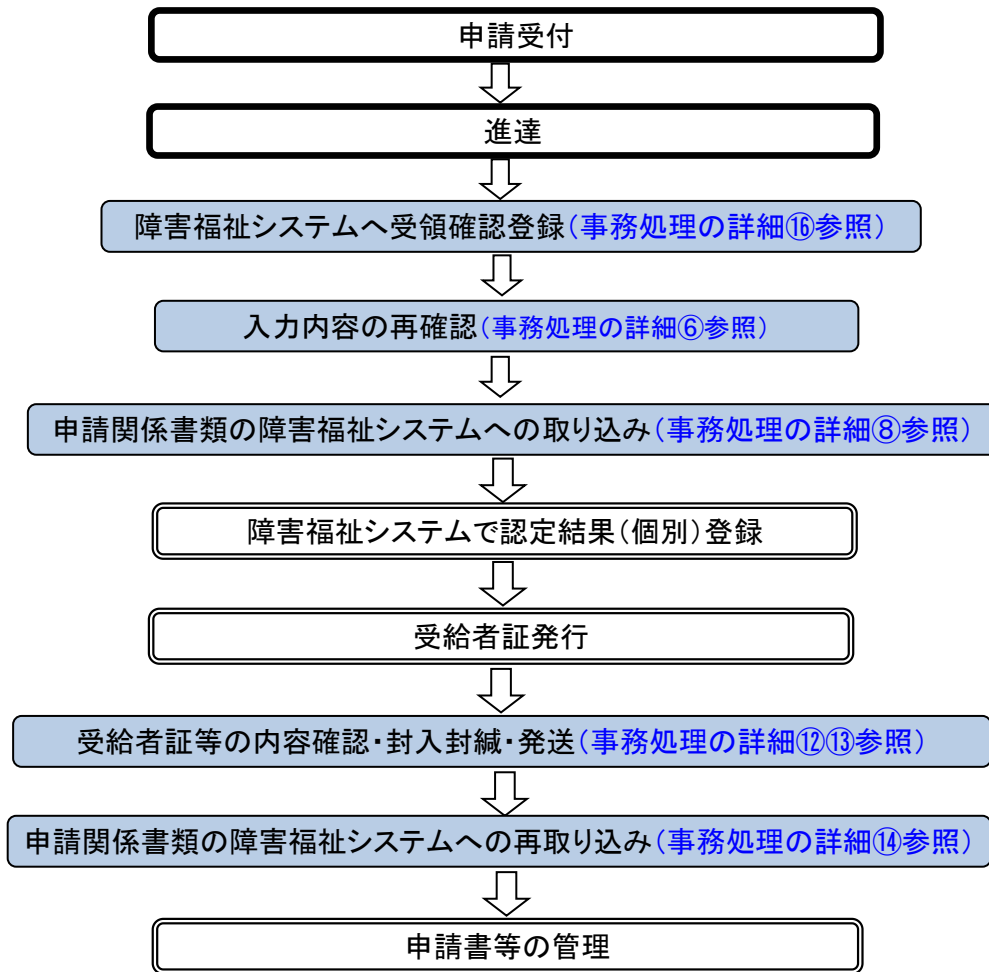 申請受付
進達
障害福祉システムへ受領確認登録（事務処理の詳細⑯参照）
入力内容の再確認（事務処理の詳細⑥参照）
申請関係書類の障害福祉システムへの取り込み（事務処理の詳細⑧参照）
障害福祉システムで認定結果（個別）登録
受給者証発行
受給者証等の内容確認・封入封緘・発送（事務処理の詳細⑫⑬参照）
申請関係書類の障害福祉システムへの再取り込み（事務処理の詳細⑭参照）
申請書等の管理